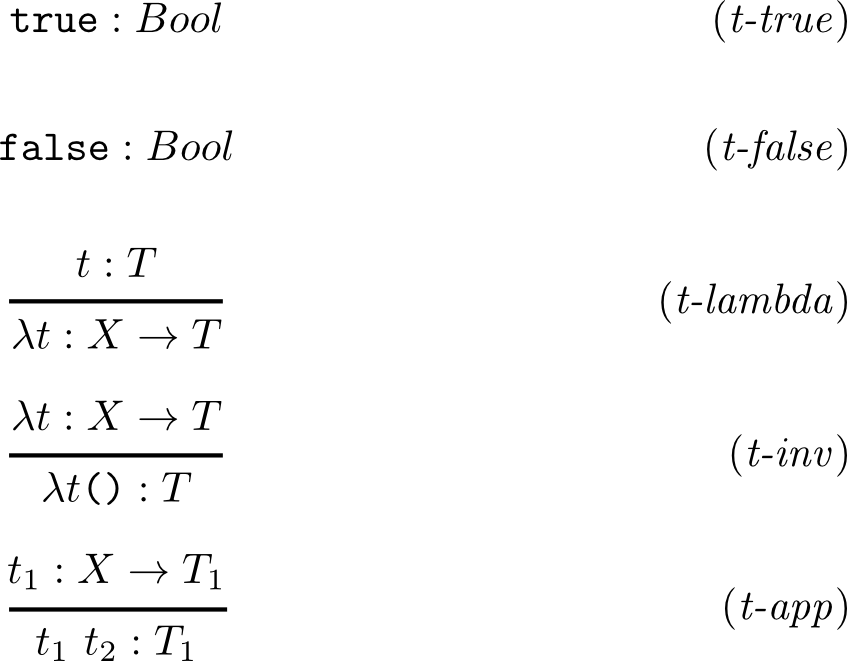 true : Bool (t-true)
false : Bool (t-false)
t : T
λt : X → T (t-lambda)
λt : X → T
λt() : T (t-inv)
t₁ : X → T₁
t₁ t₂ : T₁ (t-app)